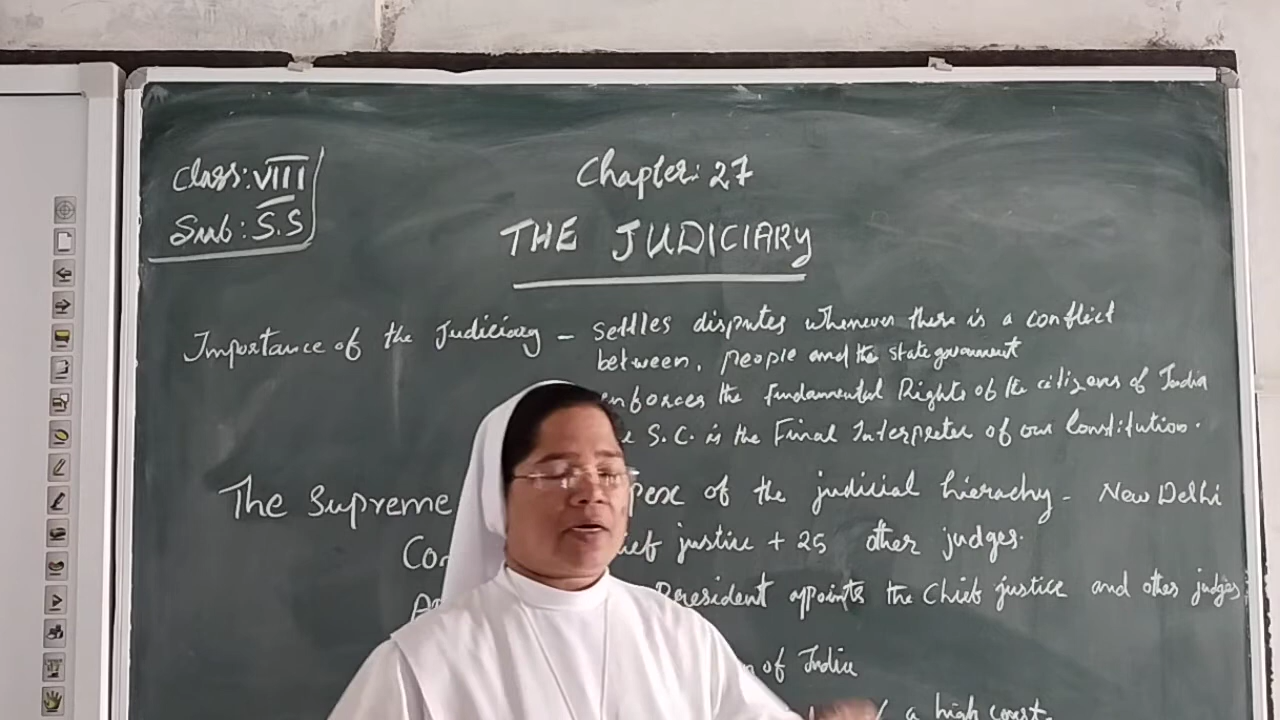 Class: VIII
Sub: S.S
Chapter: 27
THE JUDICIARY
Importance of the Judiciary - Settles disputes whenever there is a conflict
between, people and the state government
enforces the Fundamental Rights of the citizens of India
S.C. is the Final Interpreter of our Constitution.
The Supreme of the judicial hierachy - New Delhi
justice + 25 other judges.
President appoints the Chief justice and other judges.
of India
a high court.